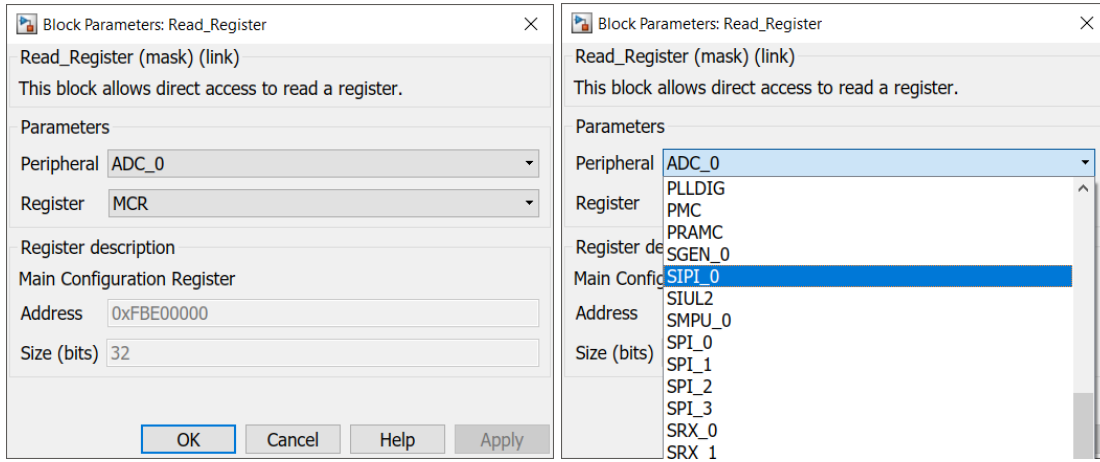 Block Parameters: Read_Register
Read_Register (mask) (link)
This block allows direct access to read a register.
Parameters
Peripheral ADC_0
Register MCR
Register description
Main Configuration Register
Address 0xFBE00000
Size (bits) 32
OK Cancel Help Apply
Block Parameters: Read_Register
Read_Register (mask) (link)
This block allows direct access to read a register.
Parameters
Peripheral ADC_0
Register
Register de
Main Config
Address
Size (bits)
PLLDIG
PMC
PRAMC
SGEN_0
SIPI_0
SIUL2
SMPU_0
SPI_0
SPI_1
SPI_2
SPI_3
SRX_0
SRX_1